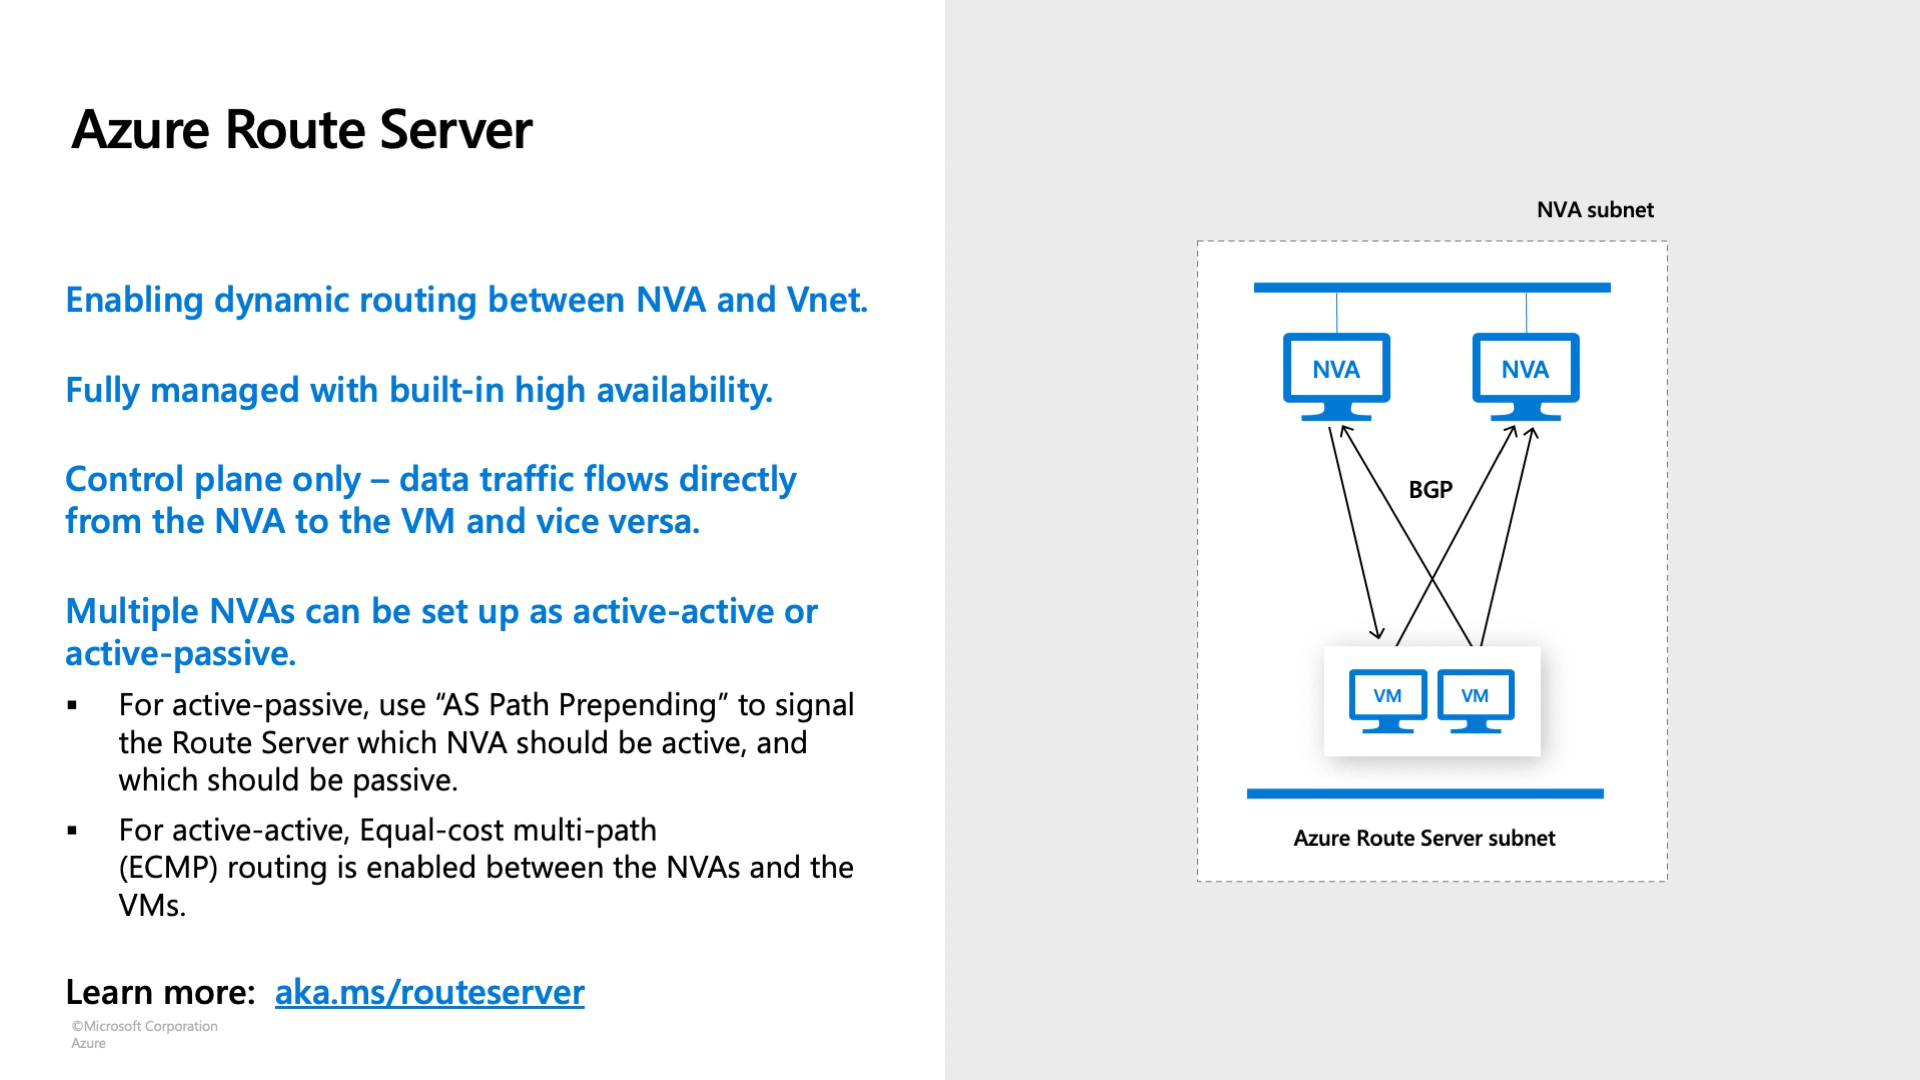 Azure Route Server
Enabling dynamic routing between NVA and Vnet.
Fully managed with built-in high availability.
Control plane only – data traffic flows directly
from the NVA to the VM and vice versa.
Multiple NVAs can be set up as active-active or
active-passive.
▪ For active-passive, use “AS Path Prepending” to signal
the Route Server which NVA should be active, and
which should be passive.
▪ For active-active, Equal-cost multi-path
(ECMP) routing is enabled between the NVAs and the
VMs.
Learn more: aka.ms/routeserver
©Microsoft Corporation
Azure
NVA subnet
NVA NVA
BGP
VM VM
Azure Route Server subnet